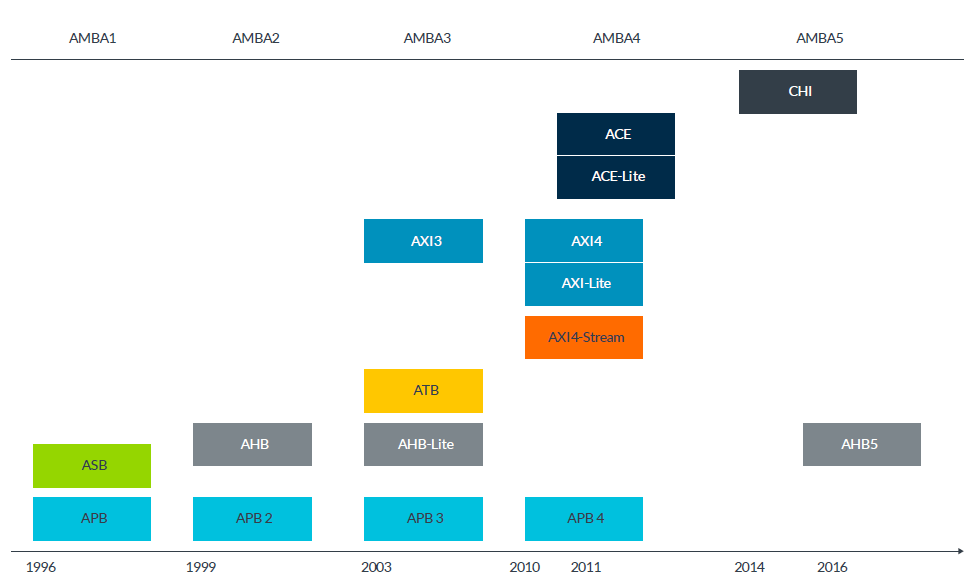 AMBA1 AMBA2 AMBA3 AMBA4 AMBA5
CHI
ACE
ACE-Lite
AXI3 AXI4
AXI-Lite
AXI4-Stream
ATB
AHB AHB-Lite AHB5
ASB
APB APB 2 APB 3 APB 4
1996 1999 2003 2010 2011 2014 2016